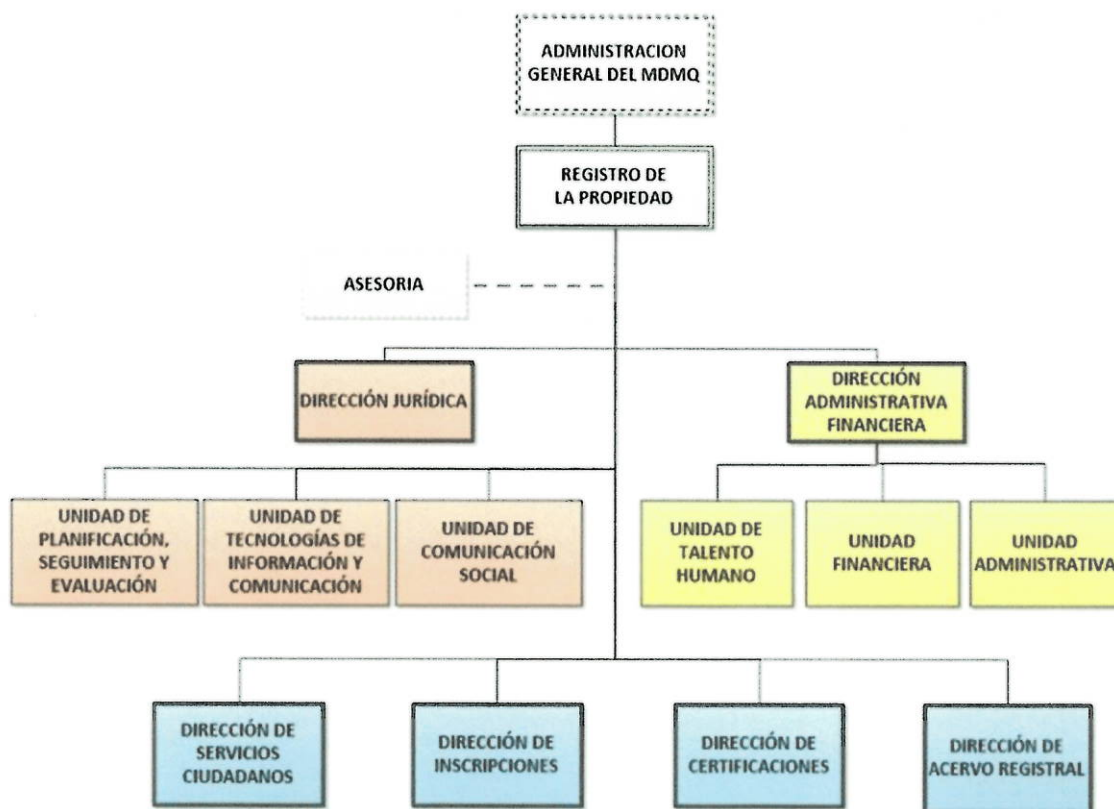 ADMINISTRACION
GENERAL DEL MDMQ
REGISTRO DE
LA PROPIEDAD
ASESORIA
DIRECCIÓN JURÍDICA
DIRECCIÓN
ADMINISTRATIVA
FINANCIERA
UNIDAD DE
PLANIFICACIÓN,
SEGUIMIENTO Y
EVALUACIÓN
UNIDAD DE
TECNOLOGÍAS DE
INFORMACIÓN Y
COMUNICACIÓN
UNIDAD DE
COMUNICACIÓN
SOCIAL
UNIDAD DE
TALENTO
HUMANO
UNIDAD
FINANCIERA
UNIDAD
ADMINISTRATIVA
DIRECCIÓN DE
SERVICIOS
CIUDADANOS
DIRECCIÓN DE
INSCRIPCIONES
DIRECCIÓN DE
CERTIFICACIONES
DIRECCIÓN DE
ACERVO REGISTRAL